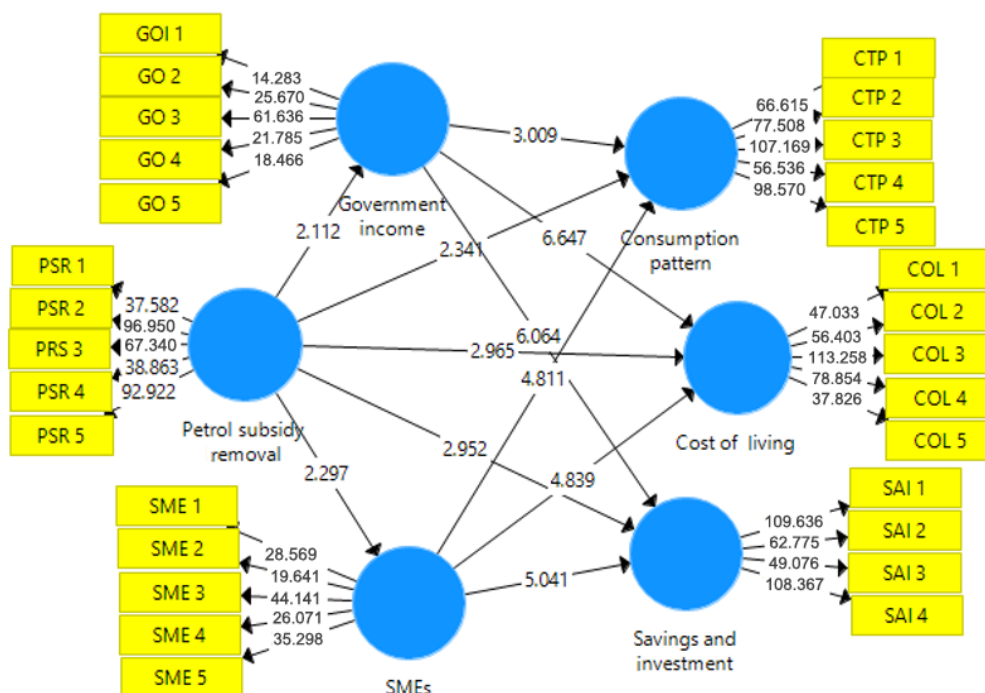 GOI 1
GO 2
GO 3
GO 4
GO 5
14.283
25.670
61.636
21.785
18.466
Government
income
CTP 1
CTP 2
CTP 3
CTP 4
CTP 5
66.615
77.508
107.169
56.536
98.570
Consumption
pattern
3.009
2.112
2.341
6.647
PSR 1
PSR 2
PRS 3
PSR 4
PSR 5
37.582
96.950
67.340
38.863
92.922
Petrol subsidy
removal
6.064
2.965
4.811
COL 1
COL 2
COL 3
COL 4
COL 5
47.033
56.403
113.258
78.854
37.826
Cost of living
2.297
2.952
4.839
SME 1
SME 2
SME 3
SME 4
SME 5
28.569
19.641
44.141
26.071
35.298
SMEs
5.041
SAI 1
SAI 2
SAI 3
SAI 4
109.636
62.775
49.076
108.367
Savings and
investment